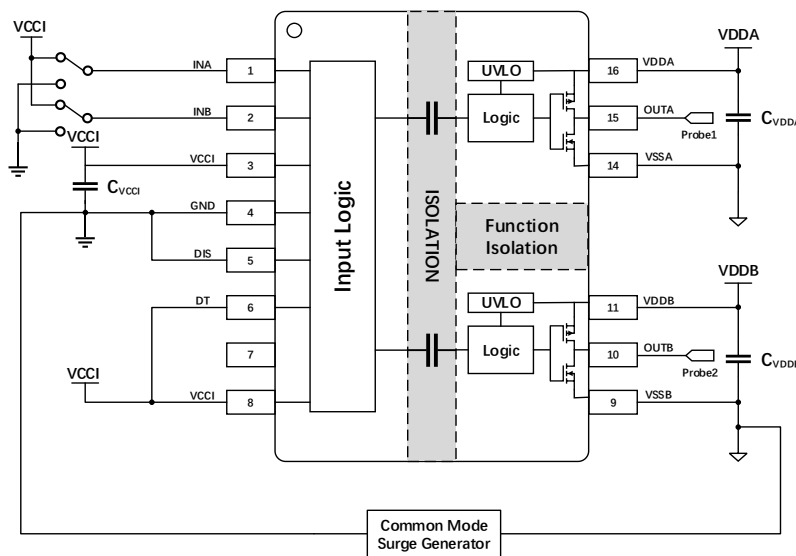 VCCI
INA
1
INB
2
VCCI
VCCI
3
CVCCI
GND
4
DIS
5
DT
6
7
VCCI
VCCI
8
Input Logic
ISOLATION
UVLO
Logic
Function
Isolation
UVLO
Logic
VDDA
16
VDDA
OUTA
15
Probe1
CVDDA
VSSA
14
VDDB
VDDB
11
OUTB
10
Probe2
VSSB
9
Common Mode
Surge Generator